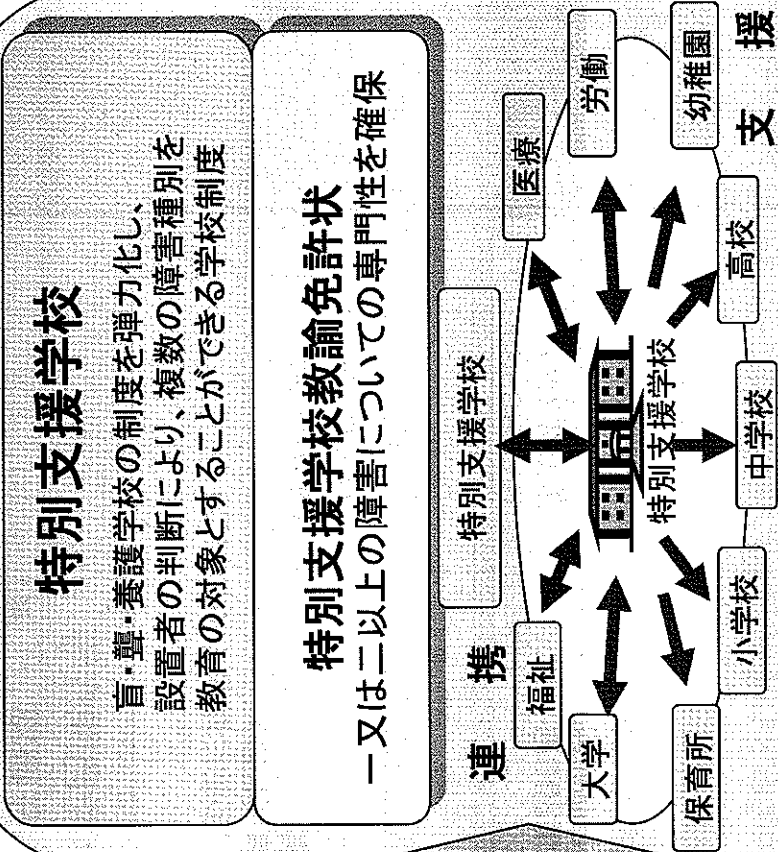 特別支援学校
盲・聾・養護学校の制度を弾力化し、
設置者の判断により、複数の障害種別を
教育の対象とすることができる学校制度
特別支援学校教諭免許状
一又は二以上の障害についての専門性を確保
連携
特別支援学校
福祉
医療
大学
労働
特別支援学校
保育所
小学校
中学校
高校
幼稚園
支援